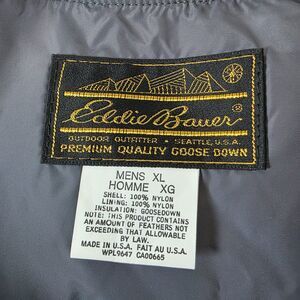 Eddie Bauer ®
OUTDOOR OUTFITTER · SEATTLE, U.S.A.
PREMIUM QUALITY GOOSE DOWN
MENS XL
HOMME XG
SHELL: 100% NYLON
LINING: 100% NYLON
INSULATION: GOOSEDOWN
NOTE: THIS PRODUCT CONTAINS
AN AMOUNT OF FEATHERS NOT
EXCEEDING THAT ALLOWABLE
BY LAW.
MADE IN U.S.A. FAIT AU U.S.A.
WPL9647 CA00665